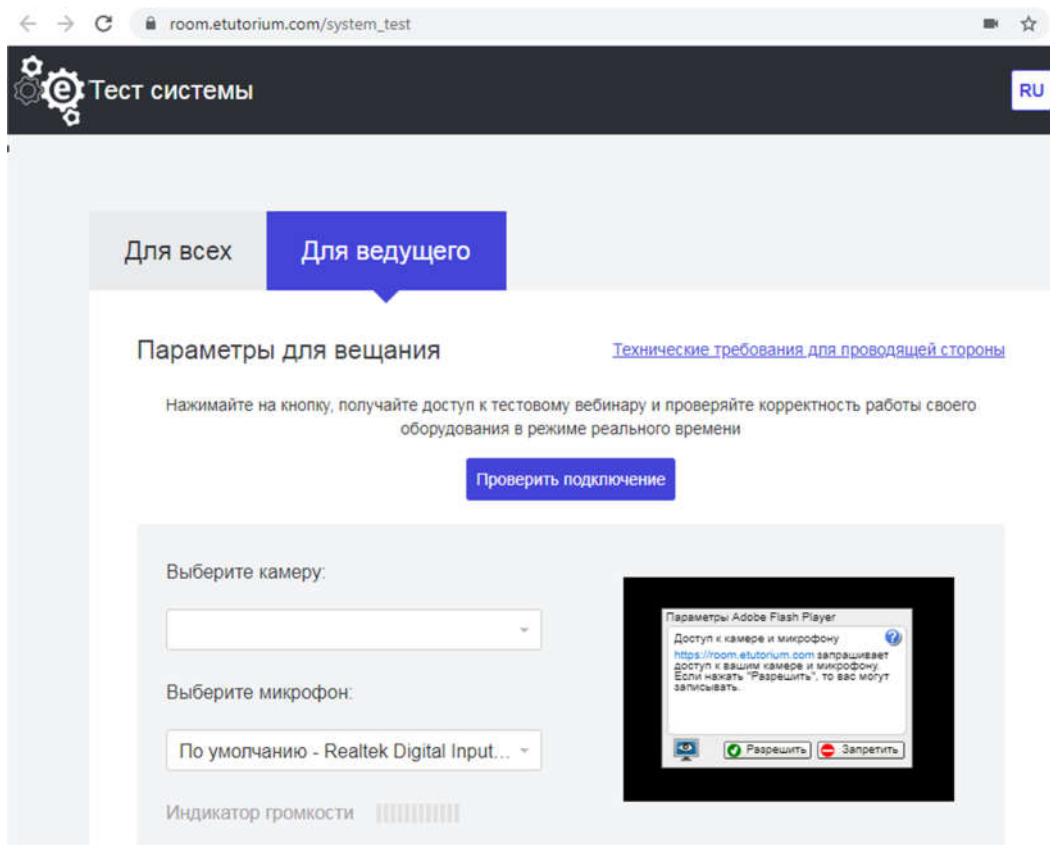 room.etutorium.com/system_test
e Тест системы
RU
Для всех
Для ведущего
Параметры для вещания
Технические требования для проводящей стороны
Нажимайте на кнопку, получайте доступ к тестовому вебинару и проверяйте корректность работы своего
оборудования в режиме реального времени
Проверить подключение
Выберите камеру:
Выберите микрофон:
По умолчанию - Realtek Digital Input...
Индикатор громкости
Параметры Adobe Flash Player
Доступ к камере и микрофону
?
https://room.etutorium.com запрашивает
доступ к вашим камере и микрофону.
Если нажать "Разрешить", то вас могут
записывать.
Разрешить
Запретить